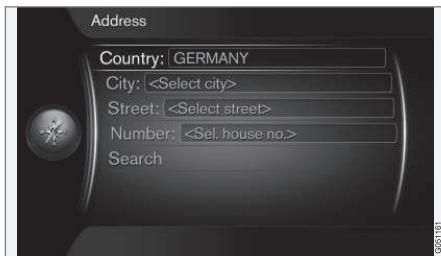 Address
Country: GERMANY
City: <Select city>
Street: <Select street>
Number: <Sel. house no.>
Search
G051161